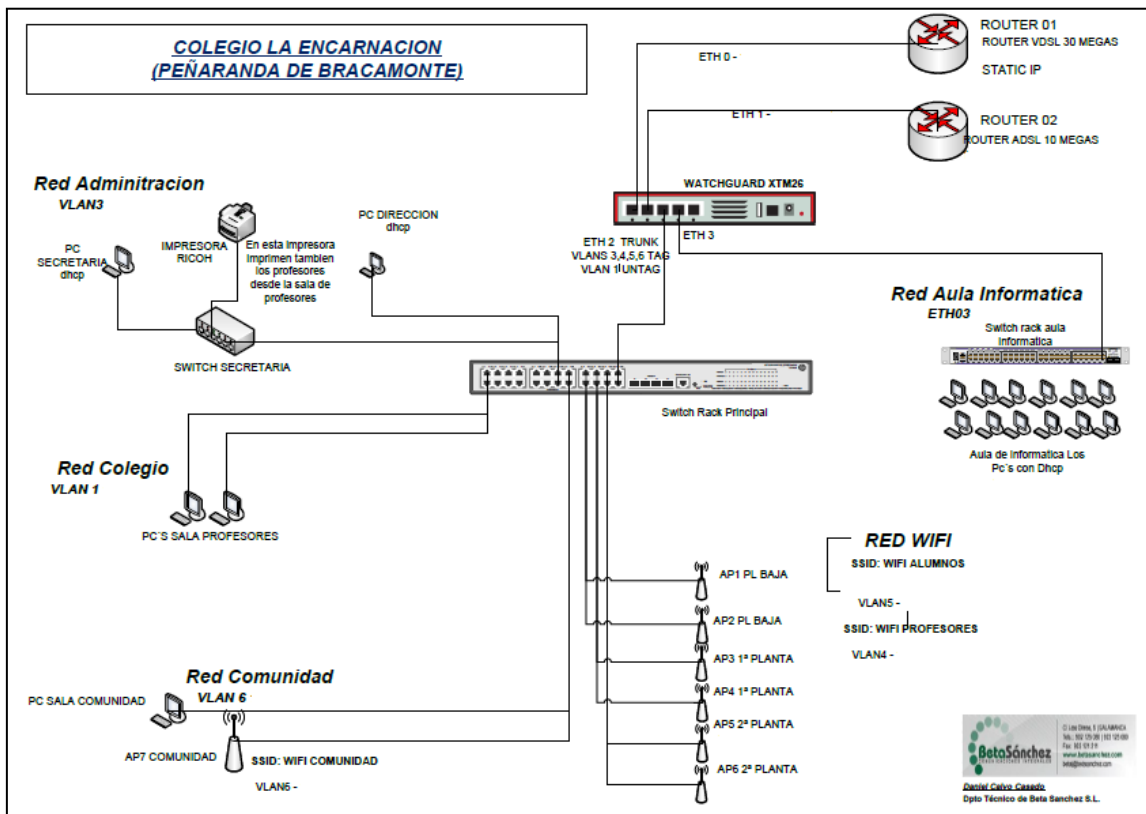 COLEGIO LA ENCARNACION
(PEÑARANDA DE BRACAMONTE)
ROUTER 01
ROUTER VDSL 30 MEGAS
STATIC IP
ETH 0 -
ETH 1 -
ROUTER 02
ROUTER ADSL 10 MEGAS
WATCHGUARD XTM26
ETH 2 TRUNK
VLANS 3,4,5,6 TAG
VLAN 1 UNTAG
ETH 3
Red Adminitracion
VLAN3
PC
SECRETARIA
dhcp
IMPRESORA
RICOH
En esta impresora
imprimen tambien
los profesores
desde la sala de
profesores
PC DIRECCION
dhcp
SWITCH SECRETARIA
Red Aula Informatica
ETH03
Switch rack aula
informatica
Aula de informatica Los
Pc´s con Dhcp
Switch Rack Principal
Red Colegio
VLAN 1
PC´S SALA PROFESORES
AP1 PL BAJA
AP2 PL BAJA
AP3 1ª PLANTA
AP4 1ª PLANTA
AP5 2ª PLANTA
AP6 2ª PLANTA
RED WIFI
SSID: WIFI ALUMNOS
VLAN5 -
SSID: WIFI PROFESORES
VLAN4 -
Red Comunidad
VLAN 6
PC SALA COMUNIDAD
AP7 COMUNIDAD
SSID: WIFI COMUNIDAD
VLAN6 -
BetaSánchez
www.betasanchez.com
Daniel Calvo Casado
Dpto Técnico de Beta Sanchez S.L.